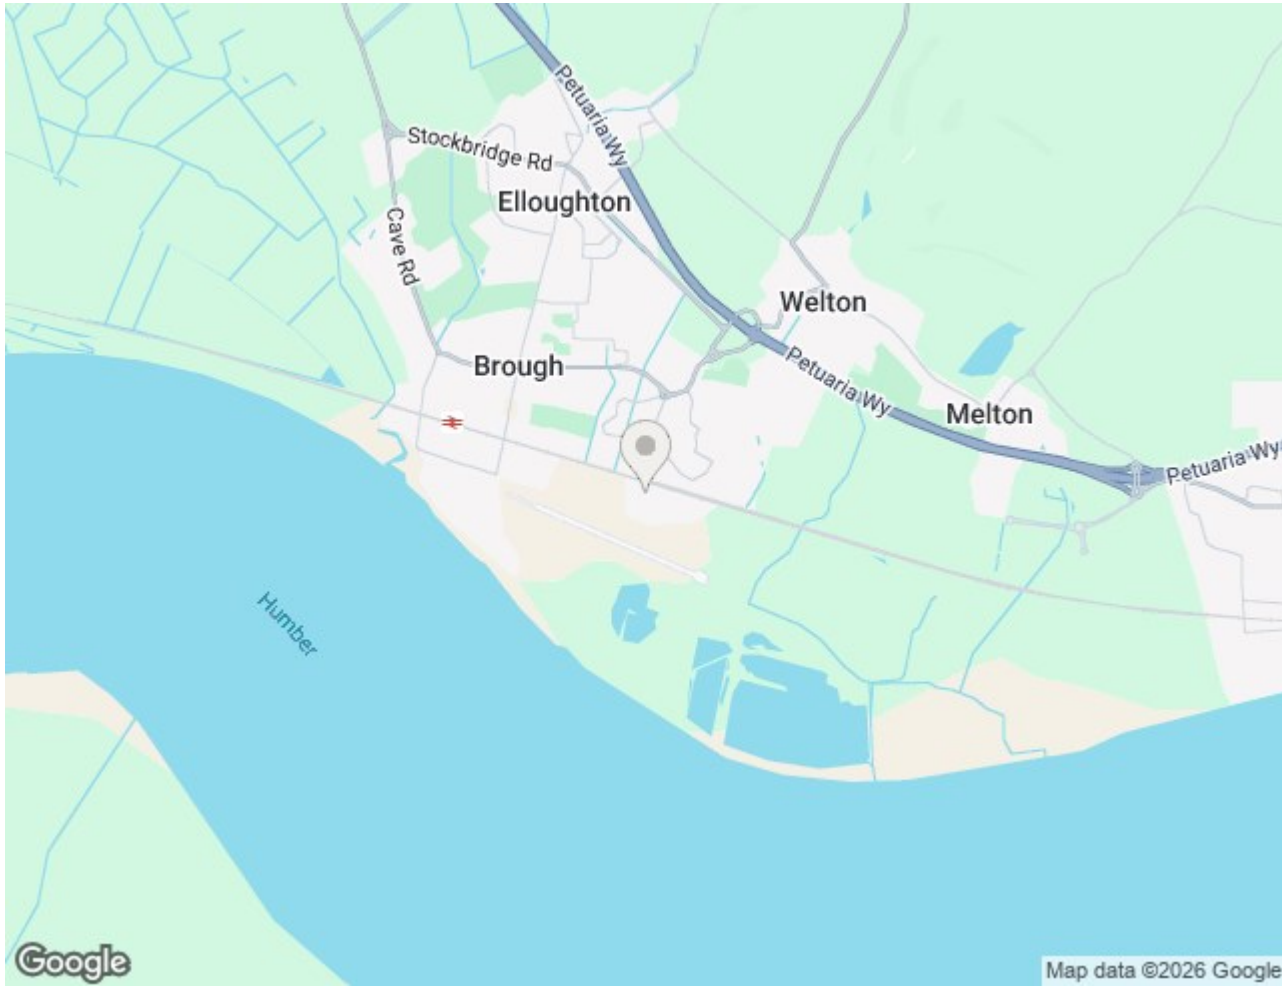 Petuaria Wy
Stockbridge Rd
Elloughton
Cave Rd
Welton
Brough
Petuaria Wy
Melton
Petuaria Wy
Humber
Google
Map data ©2026 Google